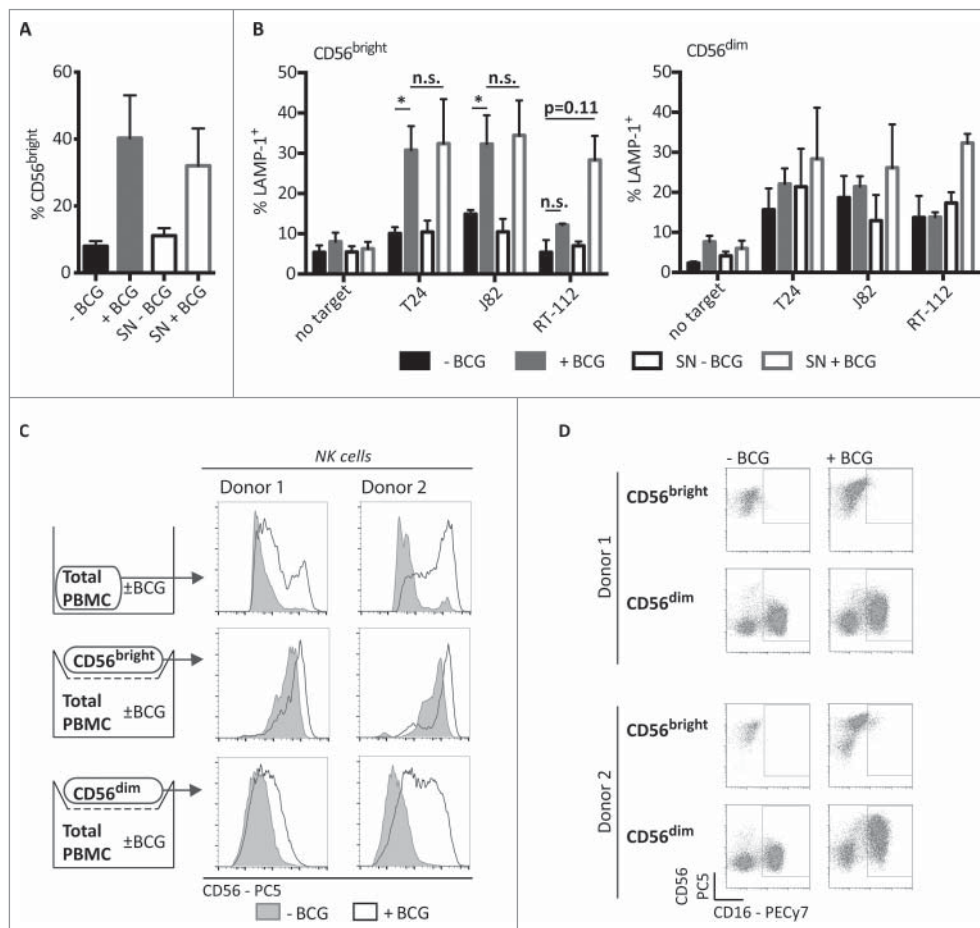 A
% CD56bright
60
40
20
0
- BCG
+ BCG
SN - BCG
SN + BCG
B
CD56bright
% LAMP-1+
50
40
30
20
10
0
*
n.s.
*
n.s.
p=0.11
n.s.
no target
T24
J82
RT-112
CD56dim
% LAMP-1+
50
40
30
20
10
0
no target
T24
J82
RT-112
- BCG
+ BCG
SN - BCG
SN + BCG
C
NK cells
Donor 1
Donor 2
Total
PBMC
±BCG
CD56bright
Total
PBMC
±BCG
CD56dim
Total
PBMC
±BCG
CD56 - PC5
- BCG
+ BCG
D
- BCG
+ BCG
Donor 1
CD56bright
CD56dim
Donor 2
CD56bright
CD56dim
CD56
PC5
CD16 - PECy7